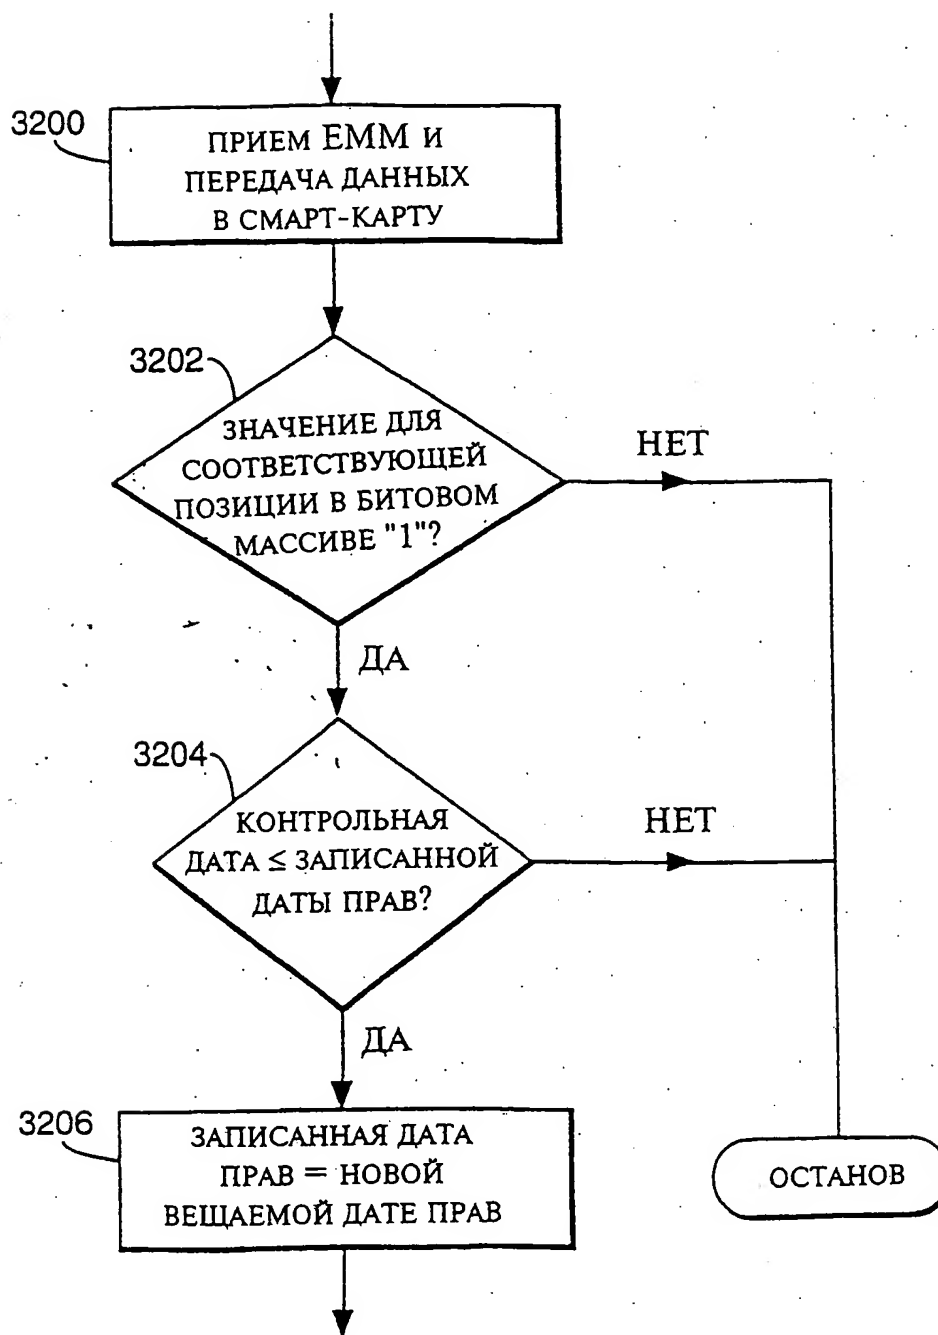 3200
ПРИЕМ EMM И
ПЕРЕДАЧА ДАННЫХ
В СМАРТ-КАРТУ
3202
ЗНАЧЕНИЕ ДЛЯ
СООТВЕТСТВУЮЩЕЙ
ПОЗИЦИИ В БИТОВОМ
МАССИВЕ "1"?
НЕТ
ДА
3204
КОНТРОЛЬНАЯ
ДАТА ≤ ЗАПИСАННОЙ
ДАТЫ ПРАВ?
НЕТ
ДА
3206
ЗАПИСАННАЯ ДАТА
ПРАВ = НОВОЙ
ВЕЩАЕМОЙ ДАТЕ ПРАВ
ОСТАНОВ